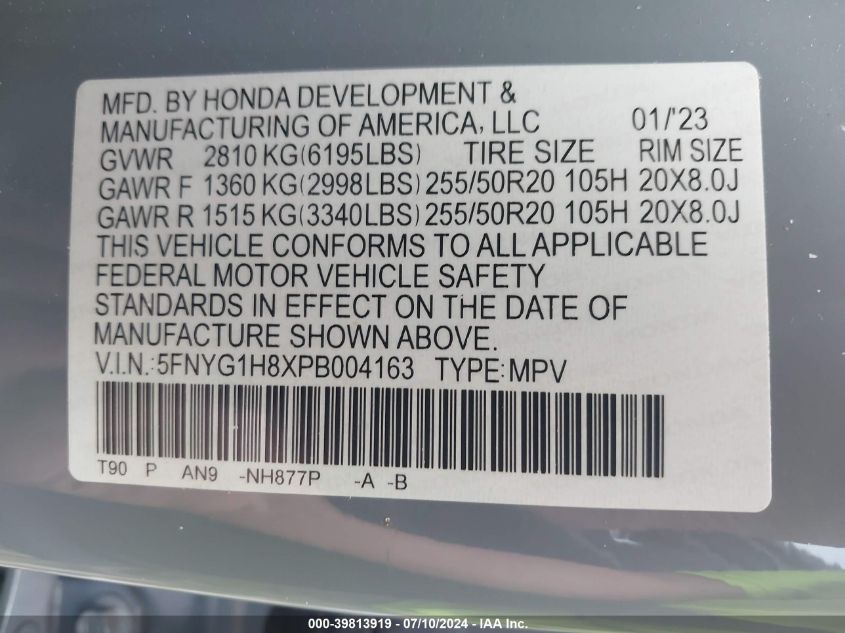 MFD. BY HONDA DEVELOPMENT &
MANUFACTURING OF AMERICA, LLC 01/'23
GVWR 2810 KG(6195LBS) TIRE SIZE RIM SIZE
GAWR F 1360 KG(2998LBS) 255/50R20 105H 20X8.0J
GAWR R 1515 KG(3340LBS) 255/50R20 105H 20X8.0J
THIS VEHICLE CONFORMS TO ALL APPLICABLE
FEDERAL MOTOR VEHICLE SAFETY
STANDARDS IN EFFECT ON THE DATE OF
MANUFACTURE SHOWN ABOVE.
V.I.N.:5FNYG1H8XPB004163 TYPE:MPV
T90 P AN9 -NH877P -A -B
000-39813919 - 07/10/2024 - IAA Inc.